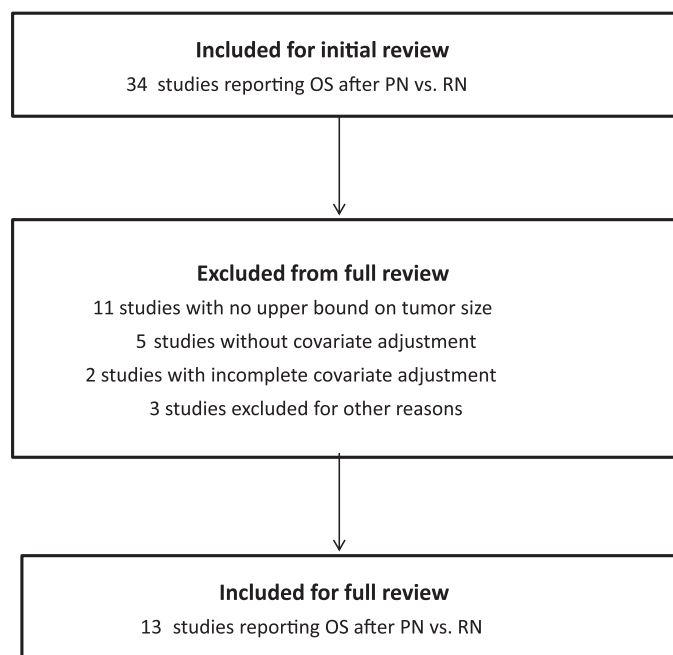 Included for initial review
34 studies reporting OS after PN vs. RN
Excluded from full review
11 studies with no upper bound on tumor size
5 studies without covariate adjustment
2 studies with incomplete covariate adjustment
3 studies excluded for other reasons
Included for full review
13 studies reporting OS after PN vs. RN